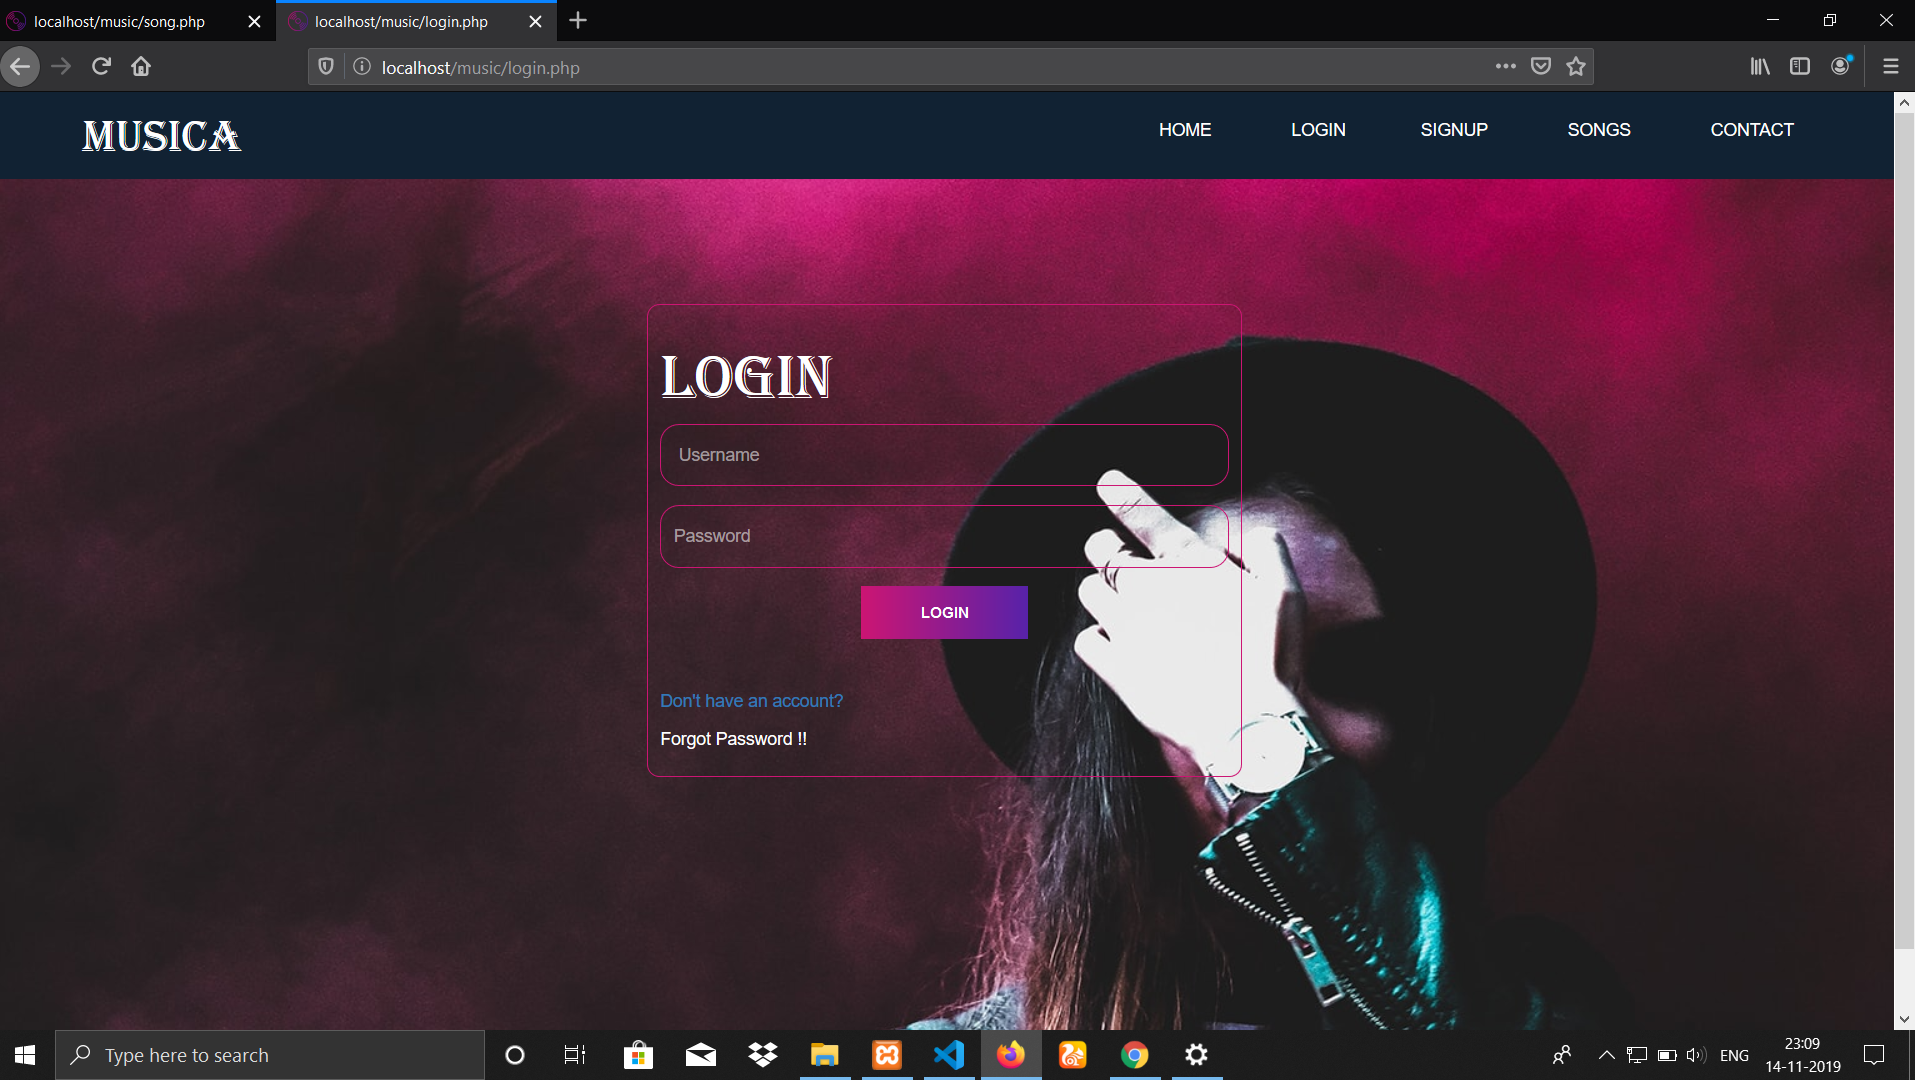 localhost/music/song.php
localhost/music/login.php
localhost/music/login.php
MUSICA
HOME LOGIN SIGNUP SONGS CONTACT
LOGIN
Username
Password
LOGIN
Don't have an account?
Forgot Password !!
Type here to search
ENG
23:09
14-11-2019